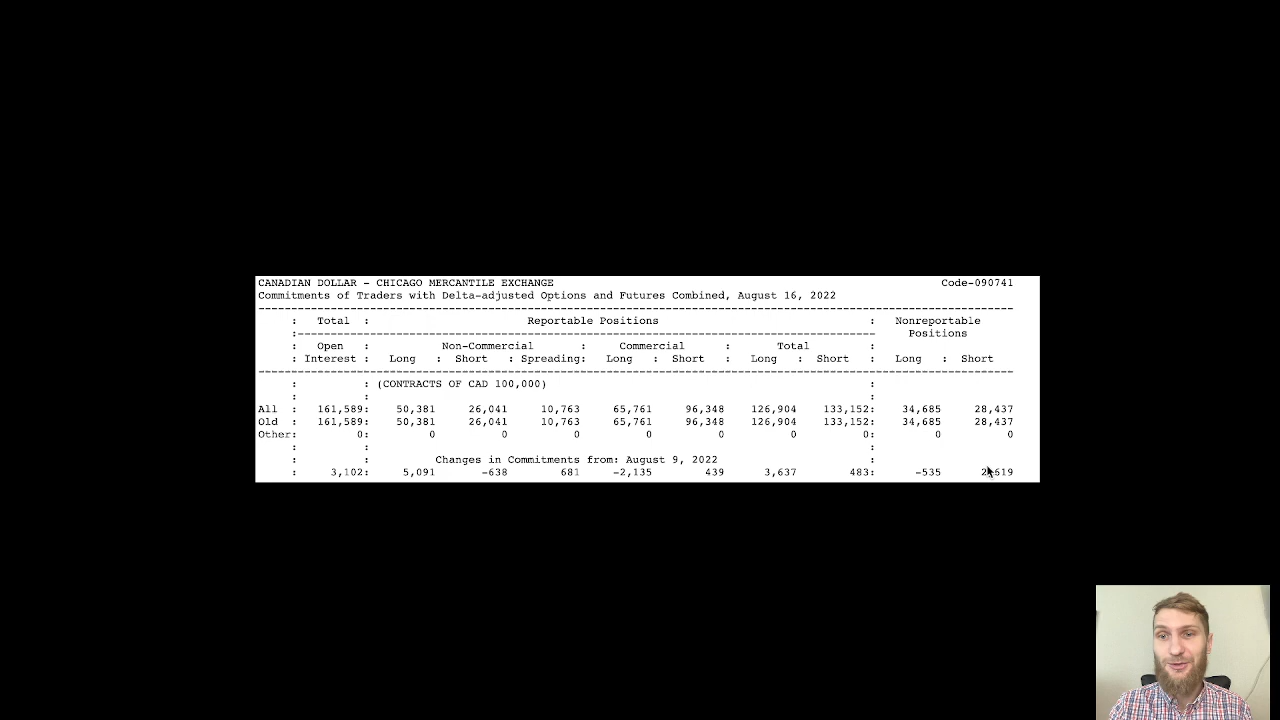 CANADIAN DOLLAR - CHICAGO MERCANTILE EXCHANGE Code-090741
Commitments of Traders with Delta-adjusted Options and Futures Combined, August 16, 2022
: Total : Reportable Positions : Nonreportable
Positions
: Open : Non-Commercial : Commercial : Total :
: Interest : Long : Short : Spreading: Long : Short : Long : Short : Long : Short
: : (CONTRACTS OF CAD 100,000) :
: : :
All : 161,589: 50,381 26,041 10,763 65,761 96,348 126,904 133,152: 34,685 28,437
Old : 161,589: 50,381 26,041 10,763 65,761 96,348 126,904 133,152: 34,685 28,437
Other: 0: 0 0 0 0 0 0 0: 0 0
: : :
: : Changes in Commitments from: August 9, 2022 :
: 3,102: 5,091 -638 681 -2,135 439 3,637 483: -535